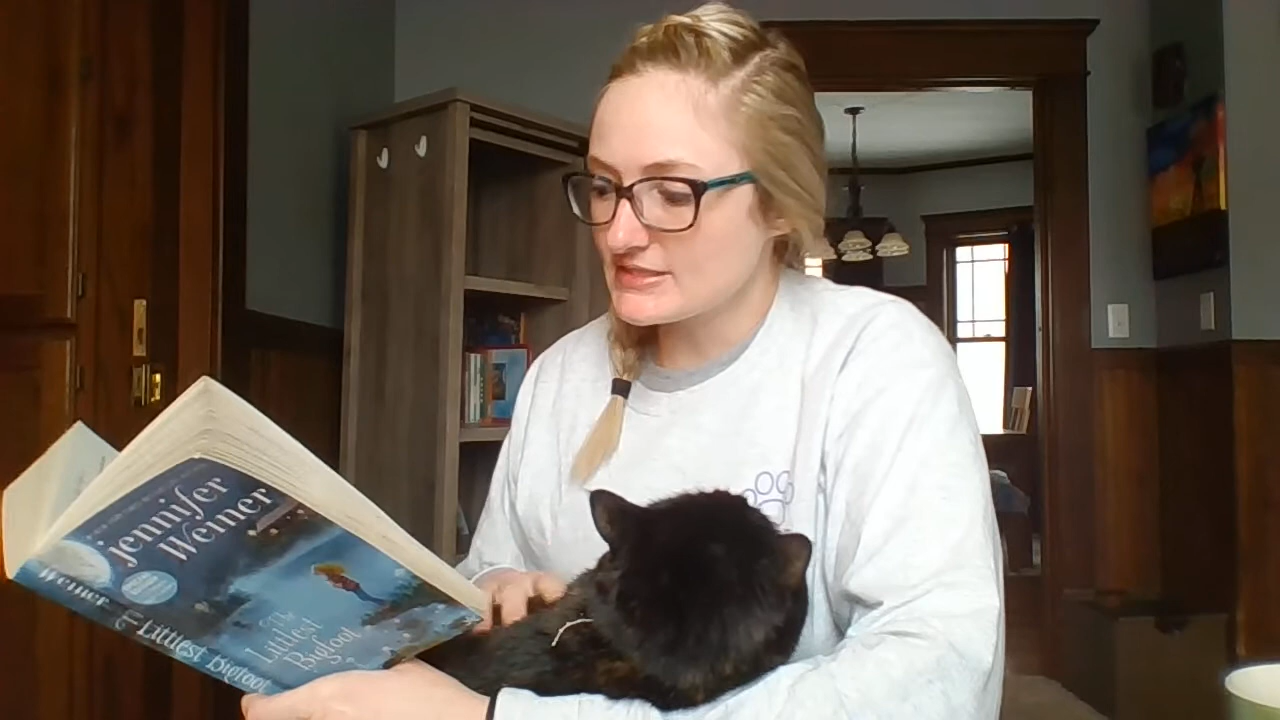 jennifer
Weiner
The
Littlest
Bigfoot
Weiner The Littlest Bigfoot